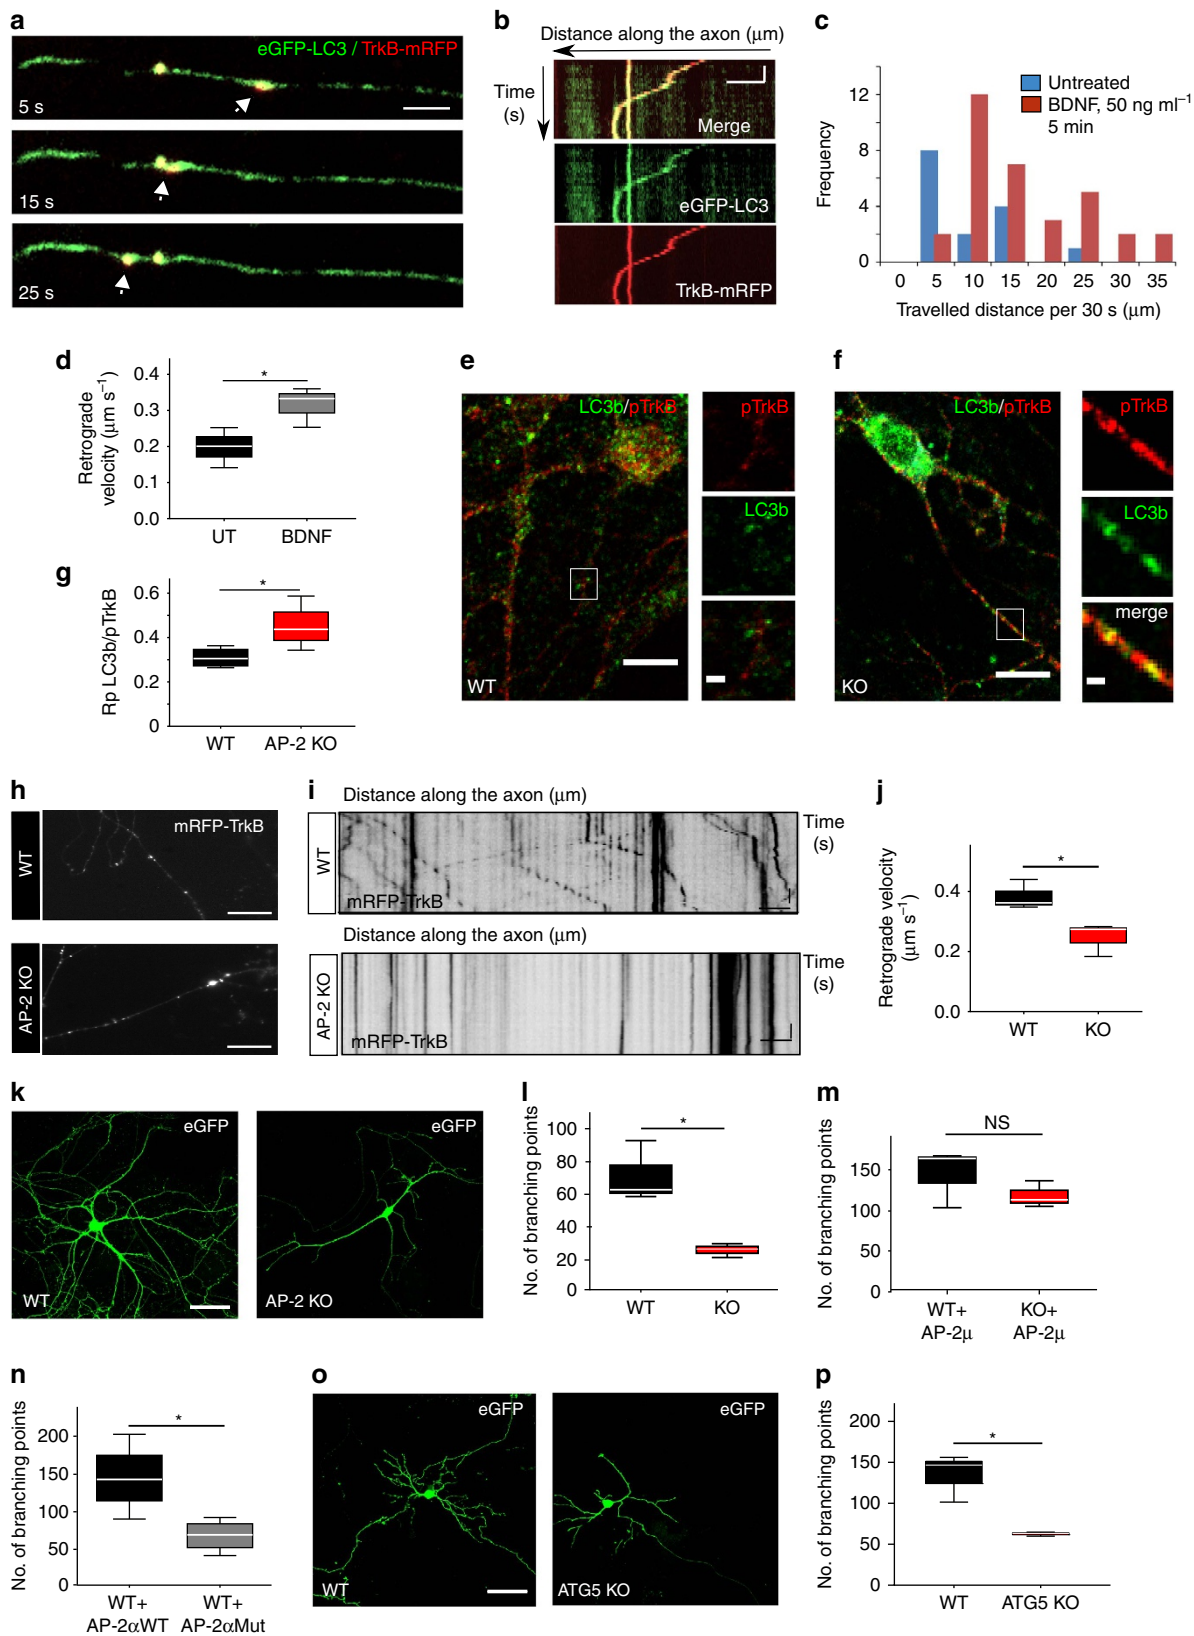 a
eGFP-LC3 / TrkB-mRFP
5 s
15 s
25 s
b
Distance along the axon (μm)
Time
(s)
Merge
eGFP-LC3
TrkB-mRFP
c
Untreated
BDNF, 50 ng ml⁻¹
5 min
Frequency
12
8
4
0
0 5 10 15 20 25 30 35
Travelled distance per 30 s (μm)
d
Retrograde
velocity (μm s⁻¹)
0.4
0.3
0.2
0.1
0.0
*
UT BDNF
e
LC3b/pTrkB
WT
pTrkB
LC3b
f
LC3b/pTrkB
KO
pTrkB
LC3b
merge
g
Rp LC3b/pTrkB
0.6
0.4
0.2
0
*
WT AP-2 KO
h
WT
mRFP-TrkB
AP-2 KO
i
Distance along the axon (μm)
WT
mRFP-TrkB
Time
(s)
Distance along the axon (μm)
AP-2 KO
mRFP-TrkB
Time
(s)
j
Retrograde velocity
(μm s⁻¹)
0.4
0.2
0.0
*
WT KO
k
eGFP
WT
eGFP
AP-2 KO
l
No. of branching points
100
80
60
40
20
0
*
WT KO
m
No. of branching points
150
100
50
0
NS
WT+ KO+
AP-2μ AP-2μ
n
No. of branching points
200
150
100
50
0
*
WT+ WT+
AP-2αWT AP-2αMut
o
eGFP
WT
eGFP
ATG5 KO
p
No. of branching points
200
150
100
50
0
*
WT ATG5 KO